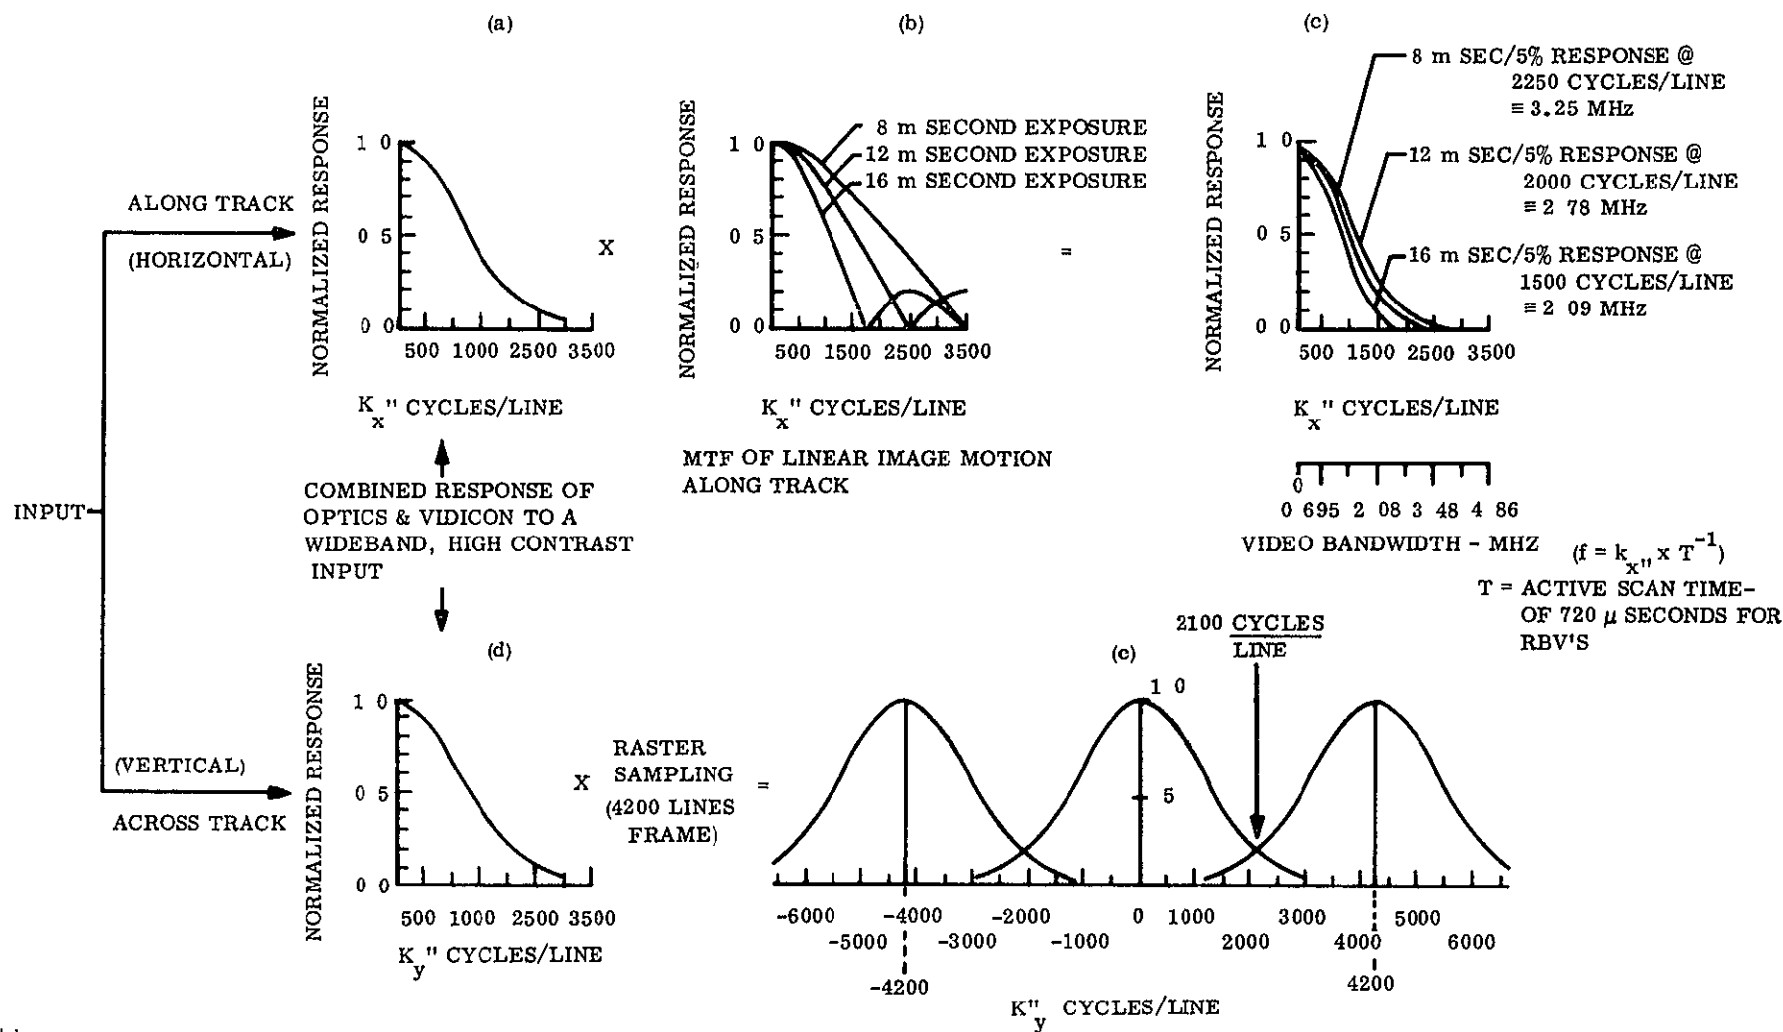 (a)
(b)
(c)
INPUT
ALONG TRACK
(HORIZONTAL)
NORMALIZED RESPONSE
1 0
0 5
0 0
500 1000 2500 3500
K x '' CYCLES/LINE
X
NORMALIZED RESPONSE
1 0
0 5
0 0
8 m SECOND EXPOSURE
12 m SECOND EXPOSURE
16 m SECOND EXPOSURE
500 1500 2500 3500
K x '' CYCLES/LINE
MTF OF LINEAR IMAGE MOTION
ALONG TRACK
=
NORMALIZED RESPONSE
1 0
0 5
0 0
8 m SEC/5% RESPONSE @
2250 CYCLES/LINE
≡ 3.25 MHz
12 m SEC/5% RESPONSE @
2000 CYCLES/LINE
≡ 2 78 MHz
16 m SEC/5% RESPONSE @
1500 CYCLES/LINE
≡ 2 09 MHz
500 1500 2500 3500
K x '' CYCLES/LINE
0
0 695 2 08 3 48 4 86
VIDEO BANDWIDTH - MHZ
(f = k x'' x T -1)
T = ACTIVE SCAN TIME-
OF 720 μ SECONDS FOR
RBV'S
COMBINED RESPONSE OF
OPTICS & VIDICON TO A
WIDEBAND, HIGH CONTRAST
INPUT
(d)
(VERTICAL)
ACROSS TRACK
NORMALIZED RESPONSE
1 0
0 5
0 0
500 1000 2500 3500
K y '' CYCLES/LINE
X
RASTER
SAMPLING
(4200 LINES
FRAME)
=
(e)
2100 CYCLES
LINE
1 0
5
-6000 -4000 -2000 0 1000 3000 5000
-5000 -3000 -1000 2000 4000 6000
-4200
4200
K'' y CYCLES/LINE